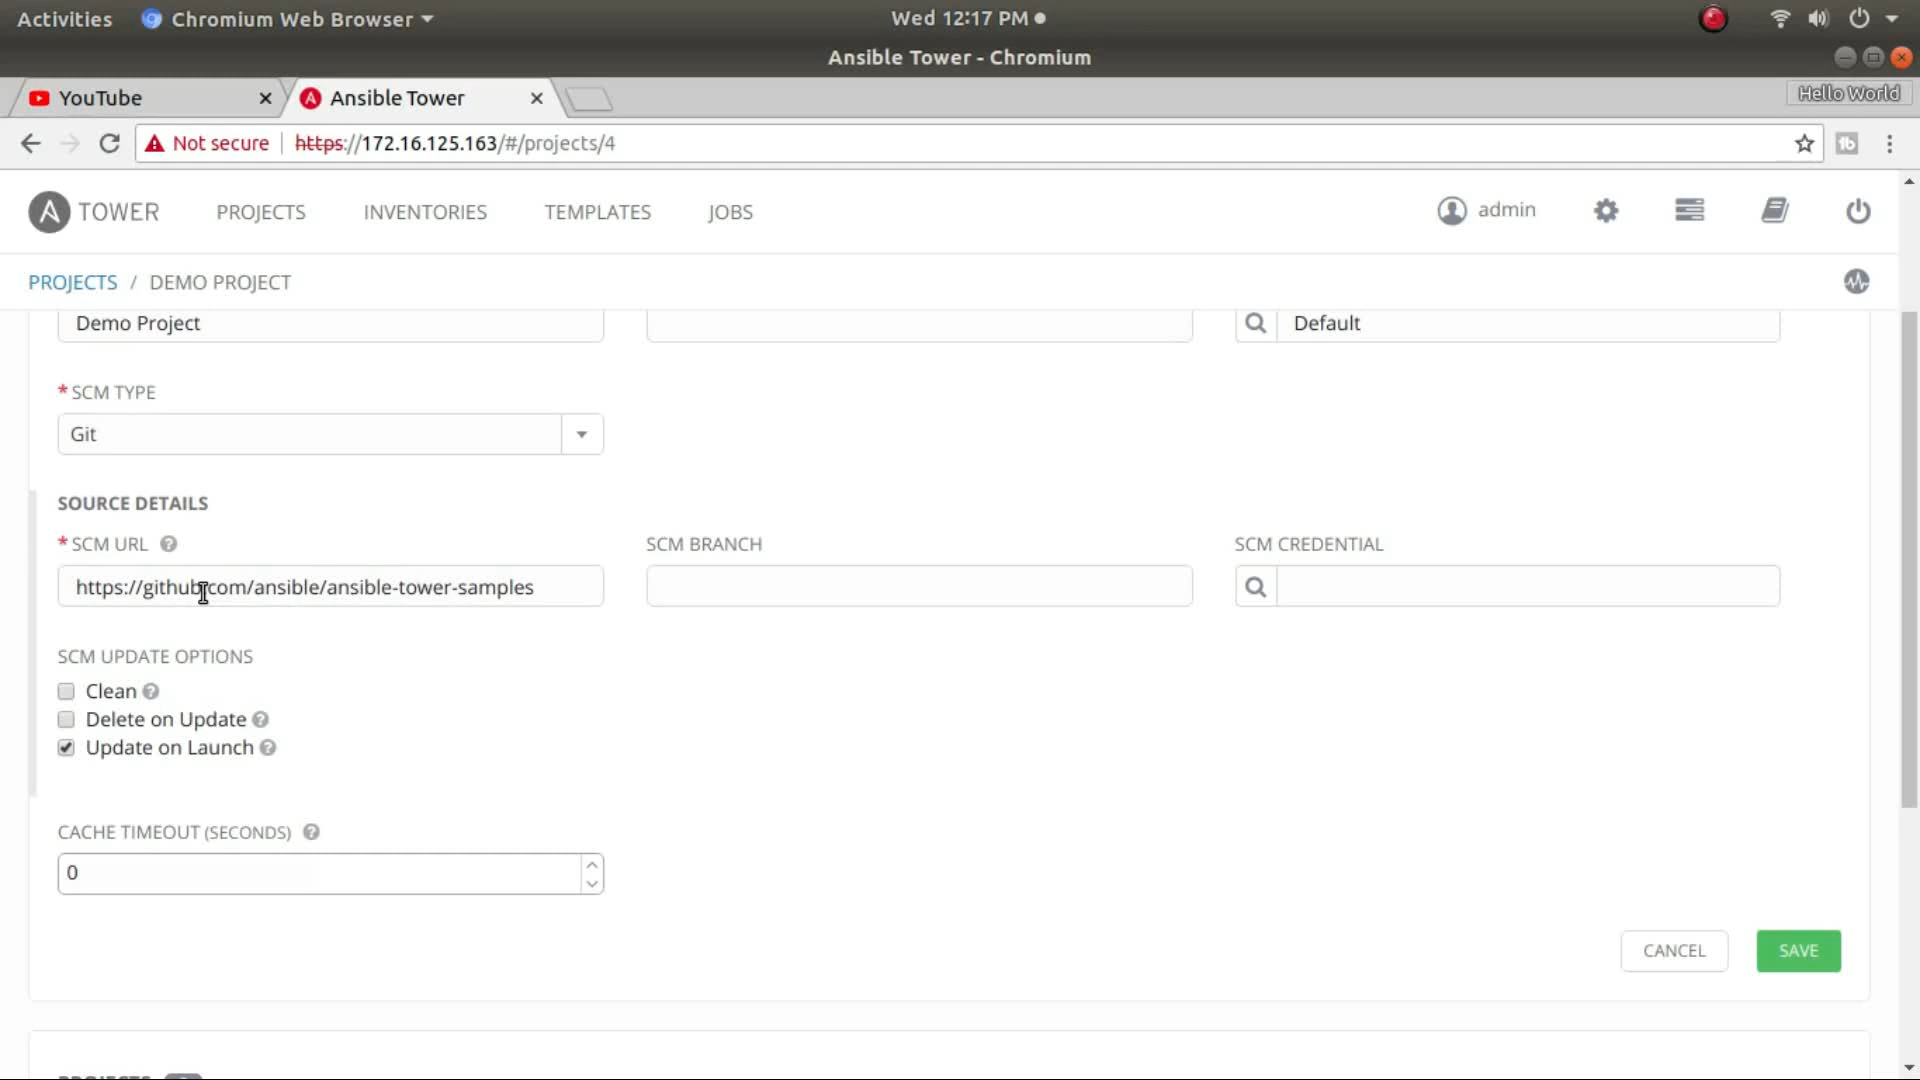 Activities Chromium Web Browser Wed 12:17 PM
Ansible Tower - Chromium
YouTube Ansible Tower Hello World
Not secure https://172.16.125.163/#/projects/4
A TOWER PROJECTS INVENTORIES TEMPLATES JOBS admin
PROJECTS / DEMO PROJECT
Demo Project Default
* SCM TYPE
Git
SOURCE DETAILS
* SCM URL ? SCM BRANCH SCM CREDENTIAL
https://github.com/ansible/ansible-tower-samples
SCM UPDATE OPTIONS
Clean ?
Delete on Update ?
Update on Launch ?
CACHE TIMEOUT (SECONDS) ?
0
CANCEL SAVE
PROJECTS